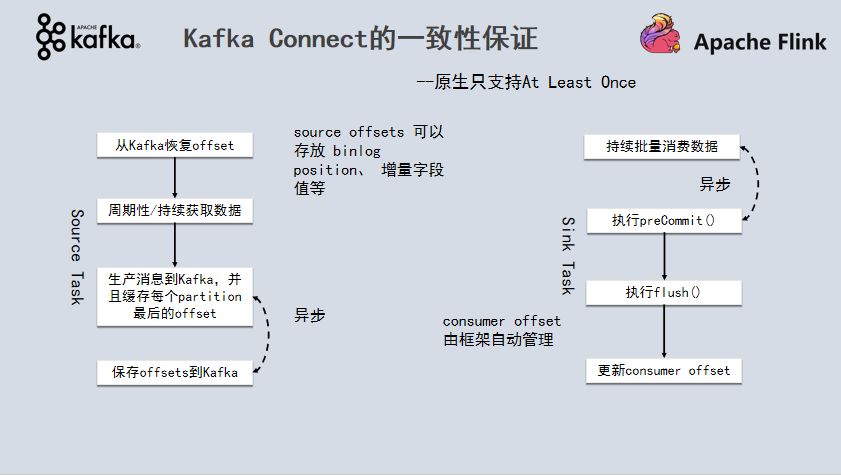 APACHE
kafka®
Kafka Connect的一致性保证
Apache Flink
--原生只支持At Least Once
从Kafka恢复offset
周期性/持续获取数据
生产消息到Kafka，并
且缓存每个partition
最后的offset
保存offsets到Kafka
Source Task
source offsets 可以
存放 binlog
position、 增量字段
值等
异步
持续批量消费数据
异步
执行preCommit()
执行flush()
更新consumer offset
Sink Task
consumer offset
由框架自动管理